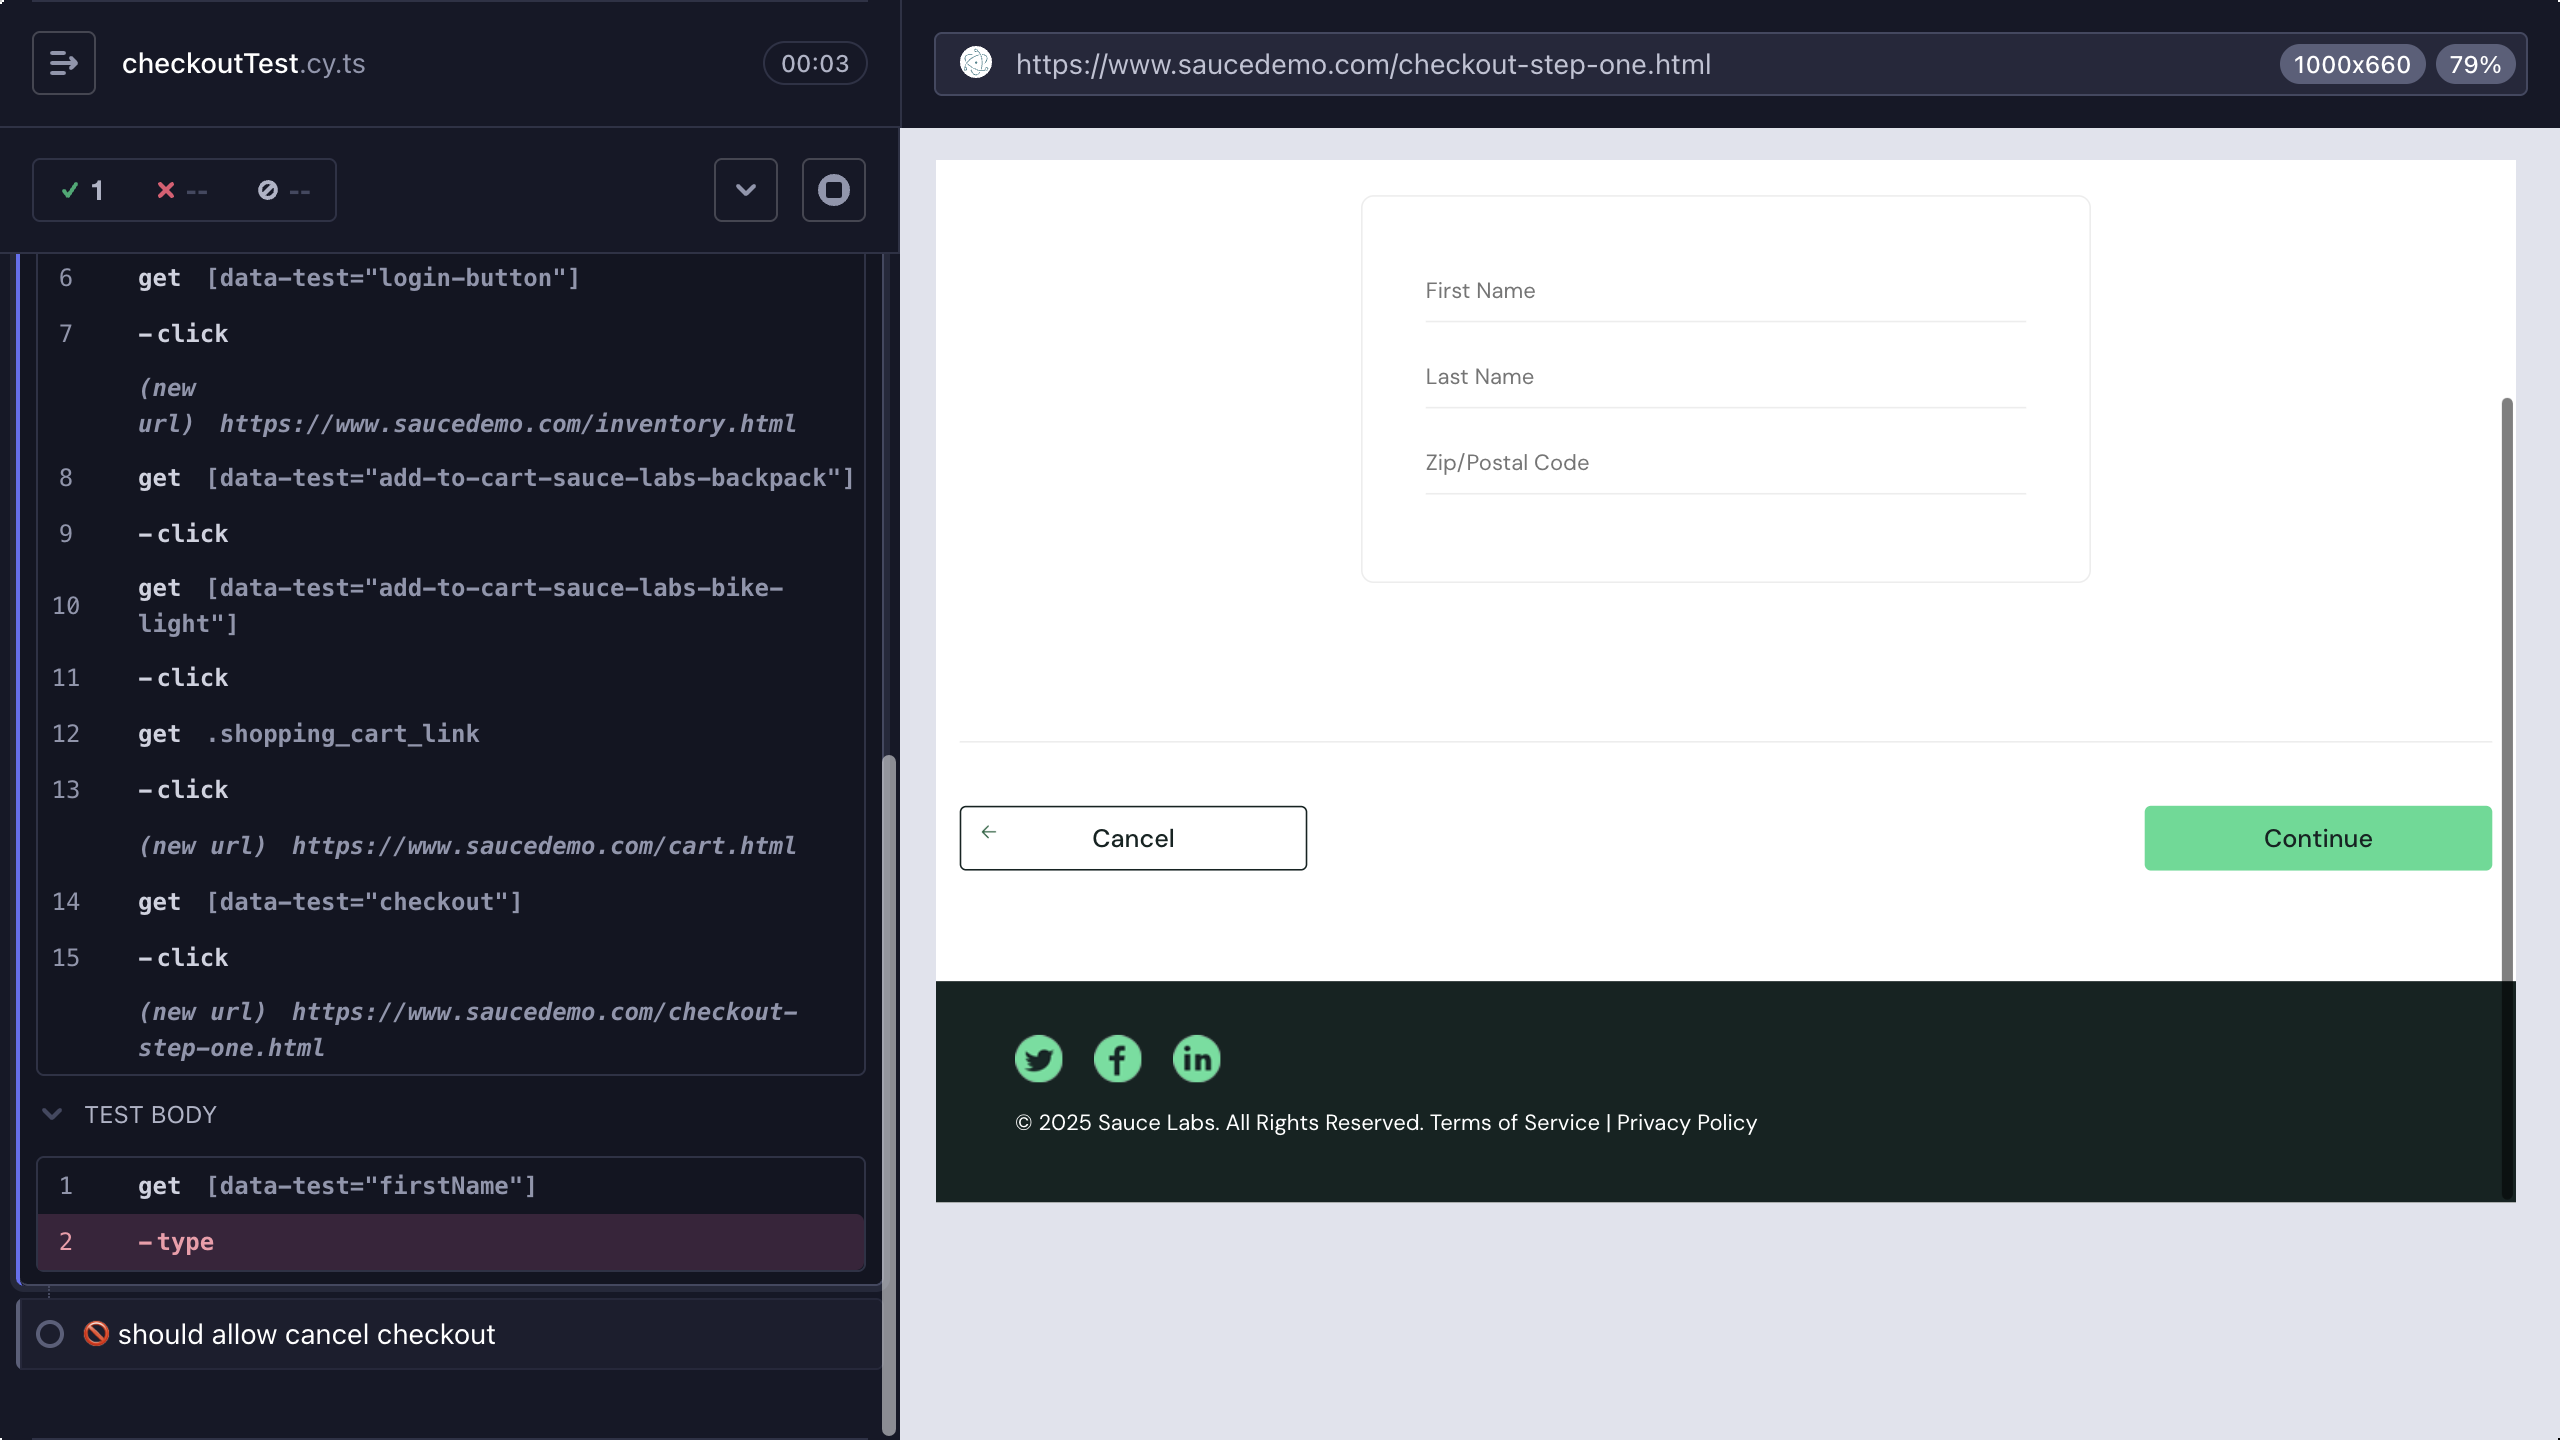 checkoutTest.cy.ts
00:03
https://www.saucedemo.com/checkout-step-one.html
1000x660
79%
1
--
--
6 get [data-test="login-button"]
7 -click
(new
url) https://www.saucedemo.com/inventory.html
8 get [data-test="add-to-cart-sauce-labs-backpack"]
9 -click
10 get [data-test="add-to-cart-sauce-labs-bike-
light"]
11 -click
12 get .shopping_cart_link
13 -click
(new url) https://www.saucedemo.com/cart.html
14 get [data-test="checkout"]
15 -click
(new url) https://www.saucedemo.com/checkout-
step-one.html
TEST BODY
1 get [data-test="firstName"]
2 -type
🚫 should allow cancel checkout
First Name
Last Name
Zip/Postal Code
Cancel
Continue
© 2025 Sauce Labs. All Rights Reserved. Terms of Service | Privacy Policy